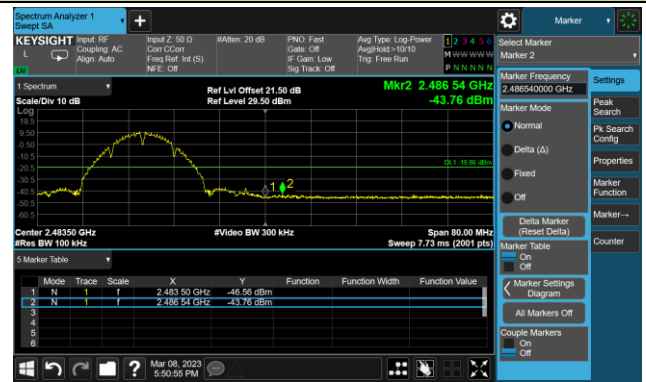 Spectrum Analyzer 1
Swept SA
Marker
KEYSIGHT
L
Input: RF
Coupling: AC
Align: Auto
Input Z: 50 Ω
Corr CCorr
Freq Ref: Int (S)
NFE: Off
#Atten: 20 dB
PNO: Fast
Gate: Off
IF Gain: Low
Sig Track: Off
Avg Type: Log-Power
Avg|Hold:>10/10
Trig: Free Run
1 2 3 4 5 6
M W W W W W
P N N N N N
Select Marker
Marker 2
1 Spectrum
Scale/Div 10 dB
Ref Lvl Offset 21.50 dB
Ref Level 29.50 dBm
Mkr2 2.486 54 GHz
-43.76 dBm
Log
19.5
9.50
-0.50
-10.5
-20.5
-30.5
-40.5
-50.5
-60.5
1
2
Center 2.48350 GHz
#Res BW 100 kHz
#Video BW 300 kHz
Span 80.00 MHz
Sweep 7.73 ms (2001 pts)
5 Marker Table
Mode Trace Scale X Y Function Function Width Function Value
1 N 1 f 2.483 50 GHz -46.56 dBm
2 N 1 f 2.486 54 GHz -43.76 dBm
3
4
5
6
Marker Frequency
2.486540000 GHz
Marker Mode
Normal
Delta (Δ)
Fixed
Off
Delta Marker
(Reset Delta)
Marker Table
On
Off
Marker Settings
Diagram
All Markers Off
Couple Markers
On
Off
Settings
Peak
Search
Pk Search
Config
Properties
Marker
Function
Marker→
Counter
?
Mar 08, 2023
5:50:55 PM